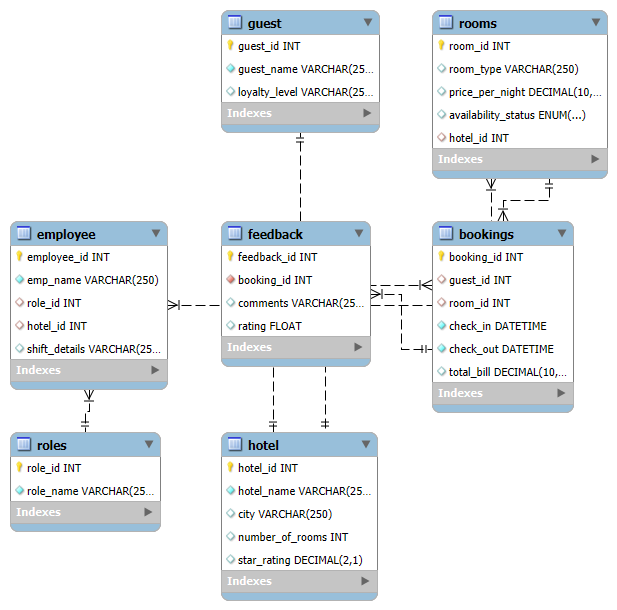 guest
guest_id INT
guest_name VARCHAR(25...
loyalty_level VARCHAR(25...
Indexes
rooms
room_id INT
room_type VARCHAR(250)
price_per_night DECIMAL(10,...
availability_status ENUM(...)
hotel_id INT
Indexes
employee
employee_id INT
emp_name VARCHAR(250)
role_id INT
hotel_id INT
shift_details VARCHAR(25...
Indexes
feedback
feedback_id INT
booking_id INT
comments VARCHAR(25...
rating FLOAT
Indexes
bookings
booking_id INT
guest_id INT
room_id INT
check_in DATETIME
check_out DATETIME
total_bill DECIMAL(10,...
Indexes
roles
role_id INT
role_name VARCHAR(25...
Indexes
hotel
hotel_id INT
hotel_name VARCHAR(25...
city VARCHAR(250)
number_of_rooms INT
star_rating DECIMAL(2,1)
Indexes